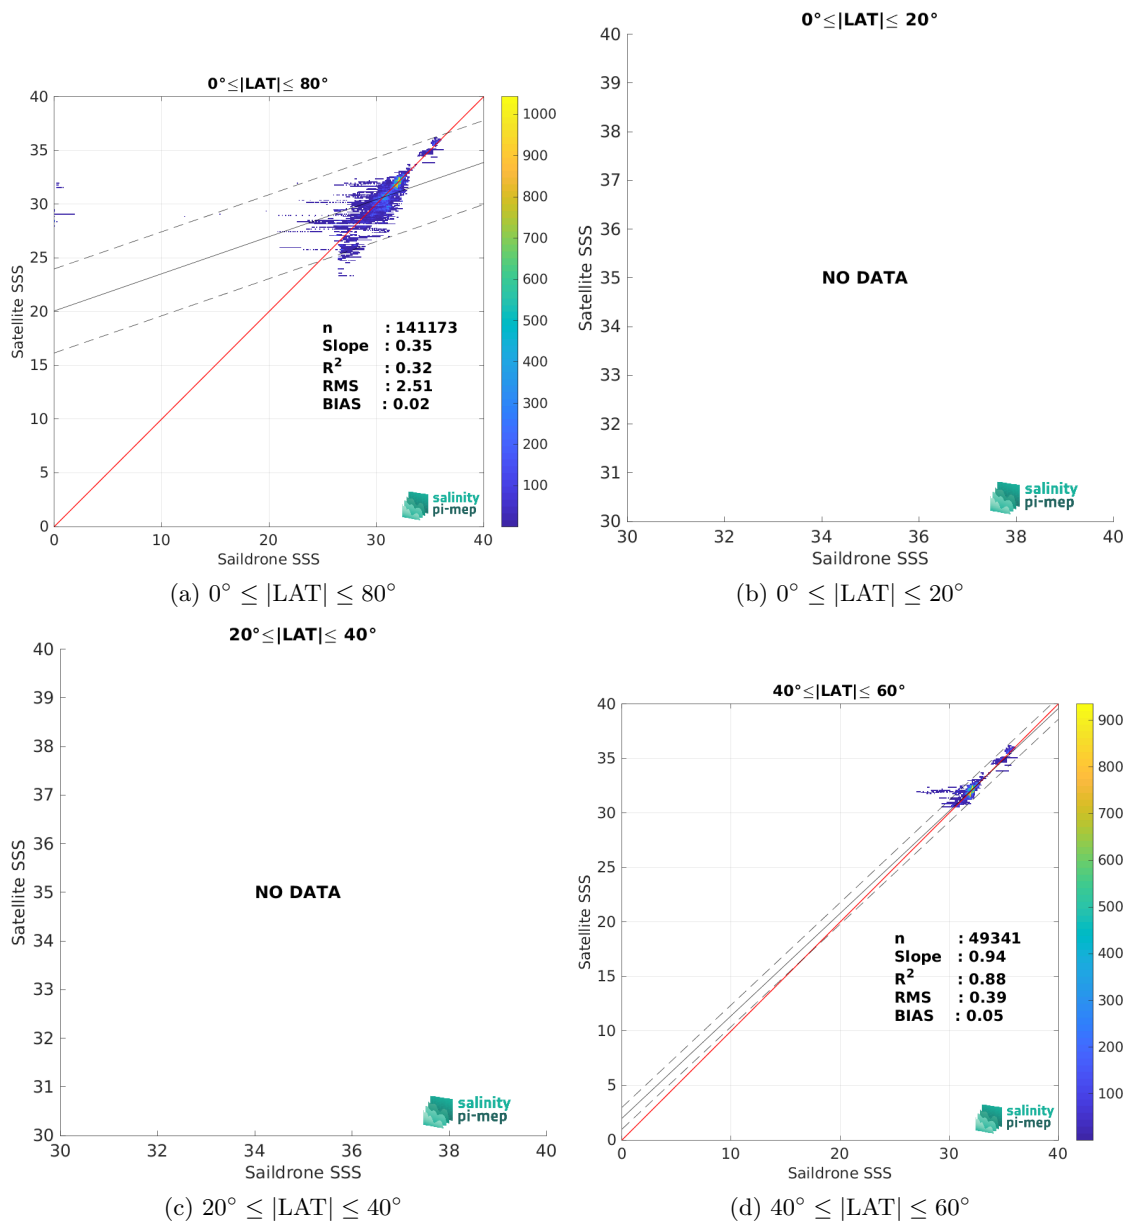 0°≤|LAT|≤ 80°
40
35
30
25
20
15
10
5
0
Satellite SSS
0
10
20
30
40
Saildrone SSS
n : 141173
Slope : 0.35
R² : 0.32
RMS : 2.51
BIAS : 0.02
salinity
pi-mep
1000
900
800
700
600
500
400
300
200
100
(a) 0° ≤ |LAT| ≤ 80°
0°≤|LAT|≤ 20°
40
39
38
37
36
35
34
33
32
31
30
Satellite SSS
NO DATA
30
32
34
36
38
40
Saildrone SSS
salinity
pi-mep
(b) 0° ≤ |LAT| ≤ 20°
20°≤|LAT|≤ 40°
40
39
38
37
36
35
34
33
32
31
30
Satellite SSS
NO DATA
30
32
34
36
38
40
Saildrone SSS
salinity
pi-mep
(c) 20° ≤ |LAT| ≤ 40°
40°≤|LAT|≤ 60°
40
35
30
25
20
15
10
5
0
Satellite SSS
0
10
20
30
40
Saildrone SSS
n : 49341
Slope : 0.94
R² : 0.88
RMS : 0.39
BIAS : 0.05
salinity
pi-mep
900
800
700
600
500
400
300
200
100
(d) 40° ≤ |LAT| ≤ 60°